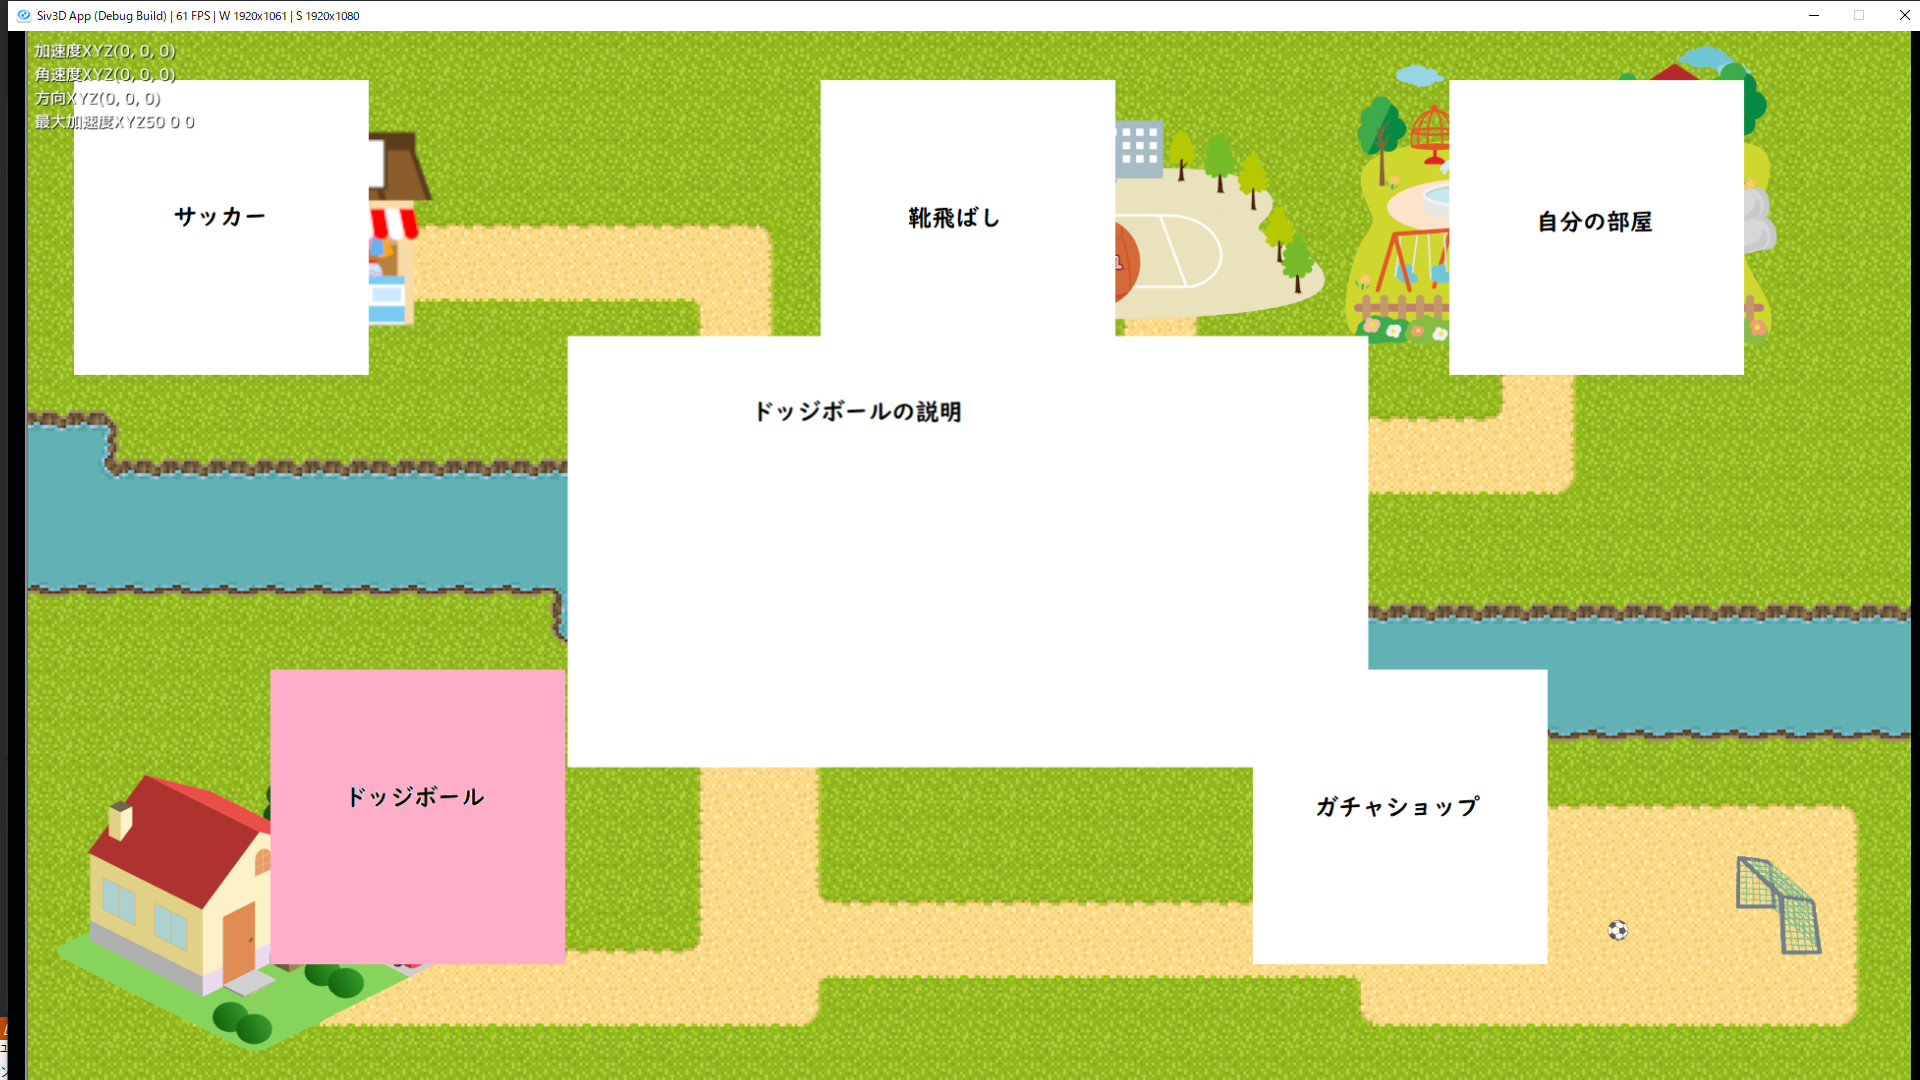 Siv3D App (Debug Build) | 61 FPS | W 1920x1061 | S 1920x1080
加速度XYZ(0, 0, 0)
角速度XYZ(0, 0, 0)
方向XYZ(0, 0, 0)
最大加速度XYZ50 0 0
サッカー
靴飛ばし
自分の部屋
ドッジボールの説明
ドッジボール
ガチャショップ